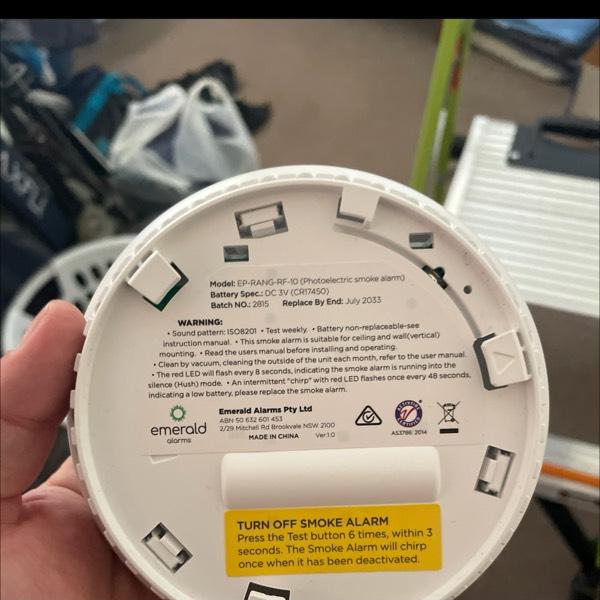 Model: EP-RANG-RF-10 (Photoelectric smoke alarm)
Battery Spec.: DC 3V (CR17450)
Batch NO.: 2815 Replace By End: July 2033
WARNING:
• Sound pattern: ISO8201 • Test weekly. • Battery non-replaceable-see
instruction manual. • This smoke alarm is suitable for ceiling and wall(vertical)
mounting. • Read the users manual before installing and operating.
• Clean by vacuum, cleaning the outside of the unit each month, refer to the user manual.
• The red LED will flash every 8 seconds, indicating the smoke alarm is running into the
silence (Hush) mode. • An intermittent "chirp" with red LED flashes once every 48 seconds,
indicating a low battery, please replace the smoke alarm.
emerald
alarms
Emerald Alarms Pty Ltd
ABN 50 632 601 453
2/29 Mitchell Rd Brookvale NSW 2100
MADE IN CHINA Ver:1.0
AS3786: 2014
TURN OFF SMOKE ALARM
Press the Test button 6 times, within 3
seconds. The Smoke Alarm will chirp
once when it has been deactivated.